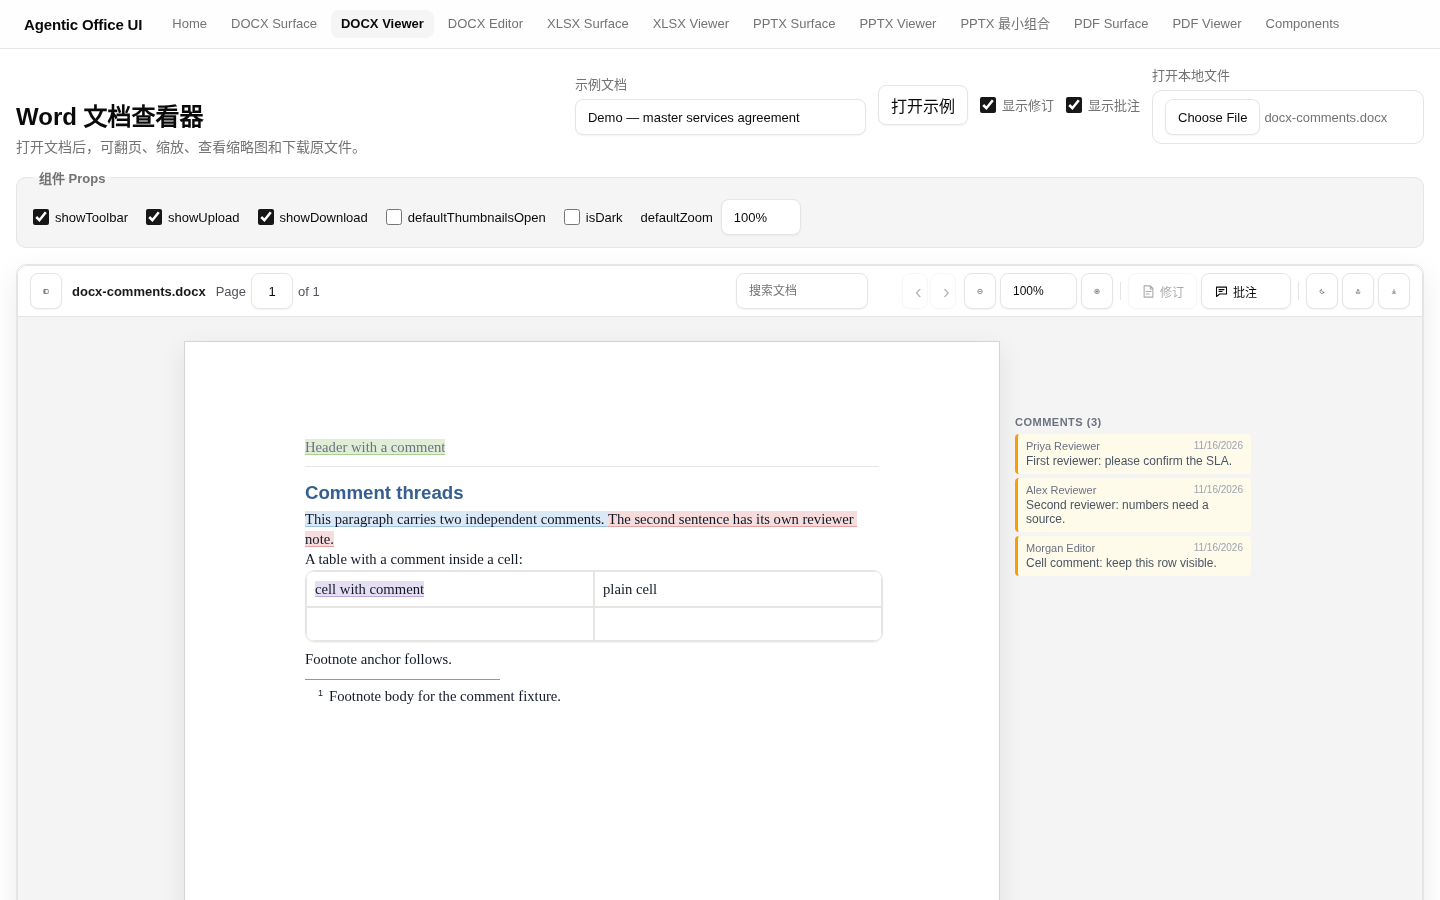 Agentic Office UI
Home
DOCX Surface
DOCX Viewer
DOCX Editor
XLSX Surface
XLSX Viewer
PPTX Surface
PPTX Viewer
PPTX 最小组合
PDF Surface
PDF Viewer
Components
Word 文档查看器
打开文档后，可翻页、缩放、查看缩略图和下载原文件。
示例文档
Demo — master services agreement
打开示例
显示修订
显示批注
打开本地文件
Choose File docx-comments.docx
组件 Props
showToolbar
showUpload
showDownload
defaultThumbnailsOpen
isDark
defaultZoom
100%
docx-comments.docx
Page 1 of 1
搜索文档
100%
修订
批注
Header with a comment
Comment threads
This paragraph carries two independent comments. The second sentence has its own reviewer
note.
A table with a comment inside a cell:
cell with comment
plain cell
Footnote anchor follows.
1 Footnote body for the comment fixture.
COMMENTS (3)
Priya Reviewer 11/16/2026
First reviewer: please confirm the SLA.
Alex Reviewer 11/16/2026
Second reviewer: numbers need a
source.
Morgan Editor 11/16/2026
Cell comment: keep this row visible.